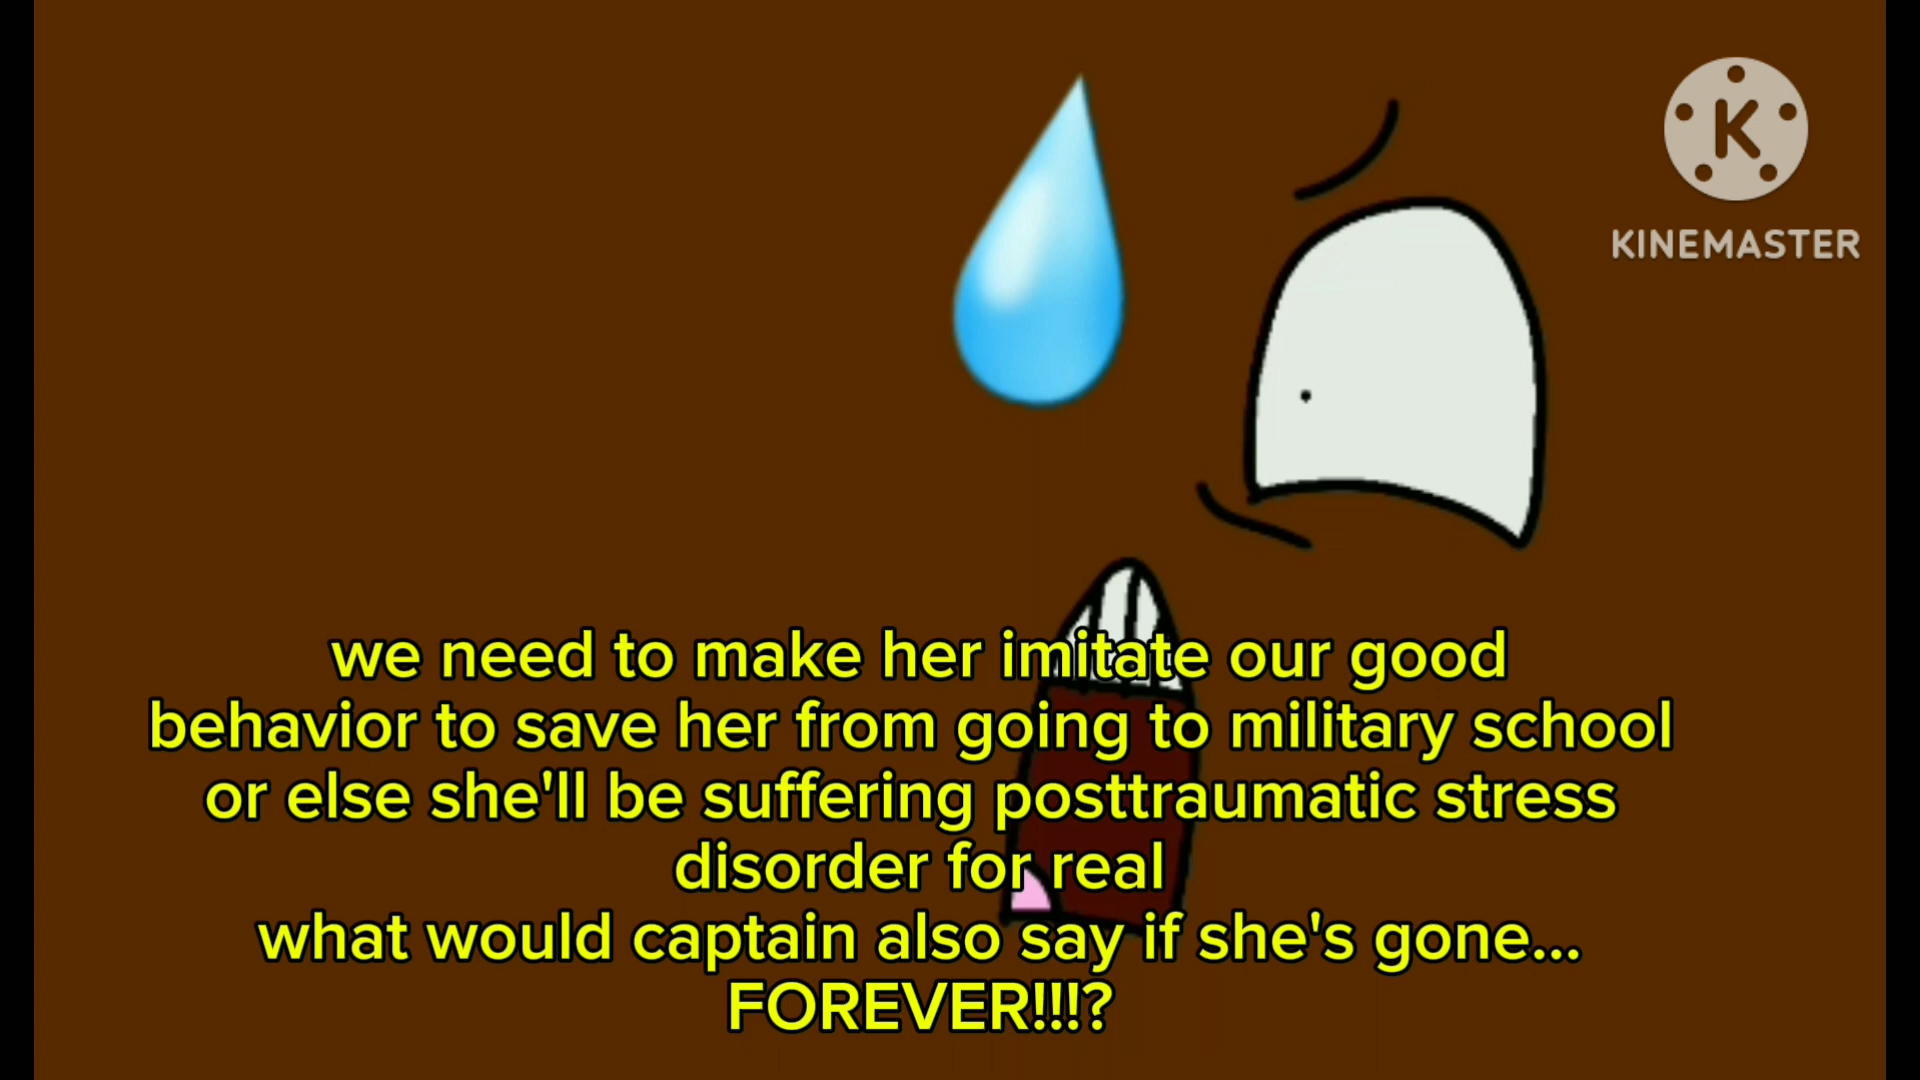 K
KINEMASTER
we need to make her imitate our good
behavior to save her from going to military school
or else she'll be suffering posttraumatic stress
disorder for real
what would captain also say if she's gone...
FOREVER!!!?